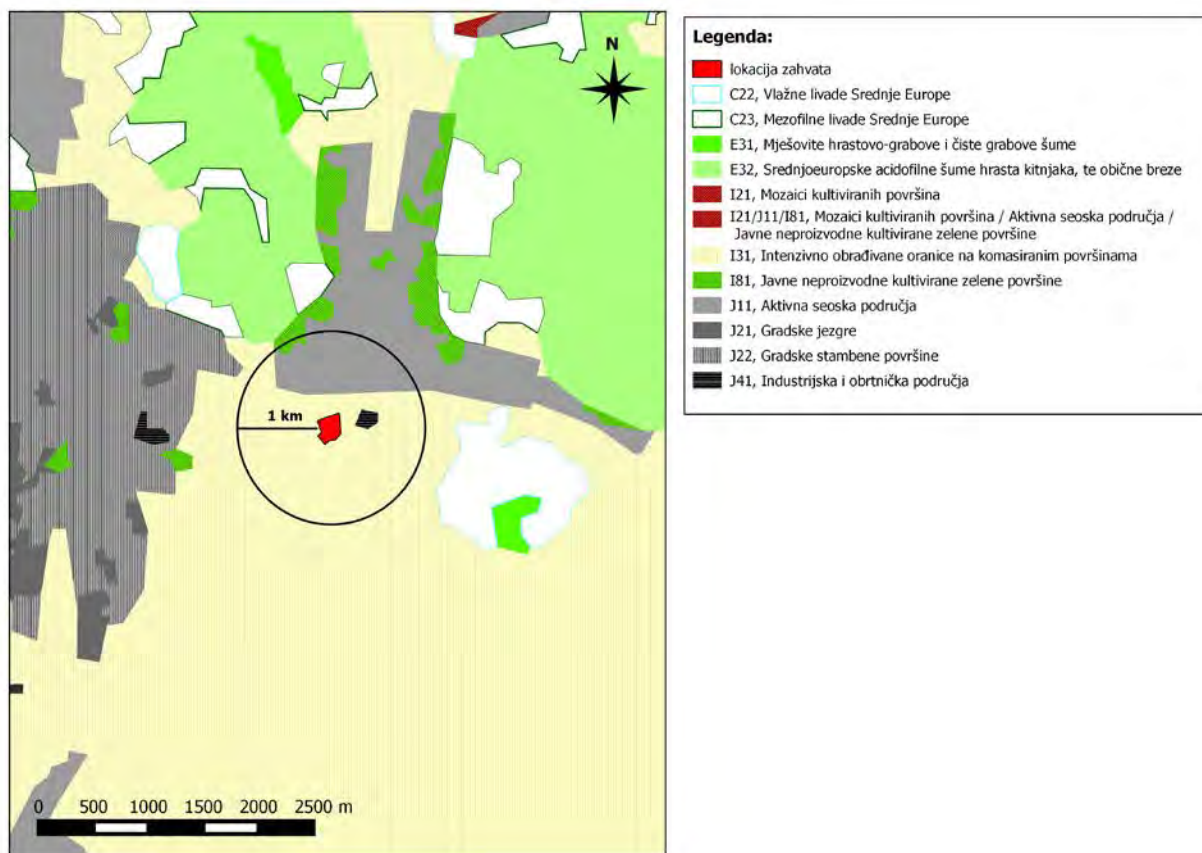 N
1 km
0 500 1000 1500 2000 2500 m
Legenda:
lokacija zahvata
C22, Vlažne livade Srednje Europe
C23, Mezofilne livade Srednje Europe
E31, Mješovite hrastovo-grabove i čiste grabove šume
E32, Srednjoeuropske acidofilne šume hrasta kitnjaka, te obične breze
I21, Mozaici kultiviranih površina
I21/J11/I81, Mozaici kultiviranih površina / Aktivna seoska područja /
Javne neproizvodne kultivirane zelene površine
I31, Intenzivno obrađivane oranice na komasiranim površinama
I81, Javne neproizvodne kultivirane zelene površine
J11, Aktivna seoska područja
J21, Gradske jezgre
J22, Gradske stambene površine
J41, Industrijska i obrtnička područja